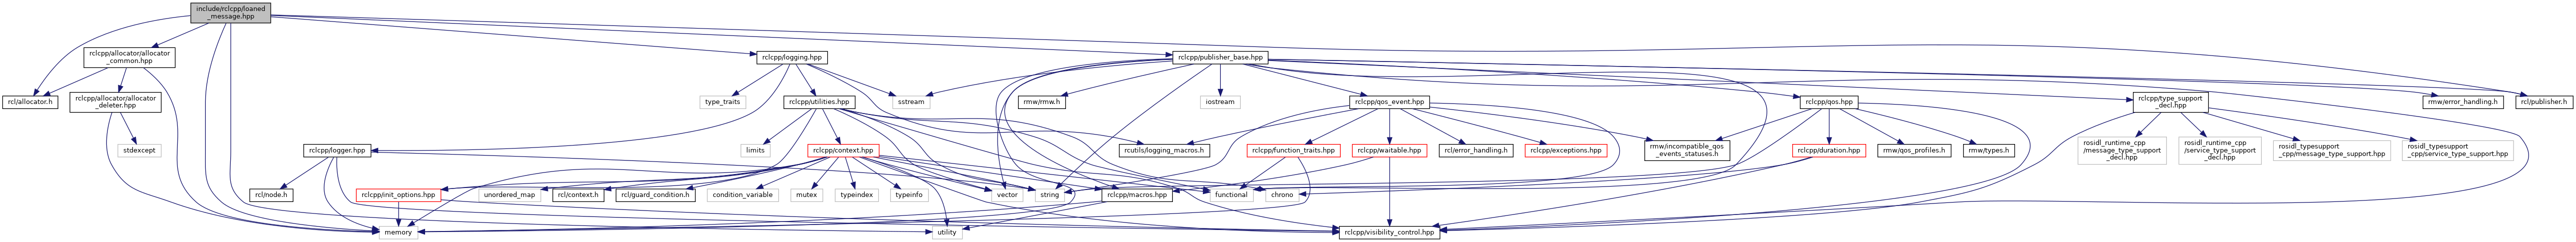 include/rclcpp/loaned
_message.hpp
rclcpp/allocator/allocator
_common.hpp
rclcpp/logging.hpp
rclcpp/publisher_base.hpp
rcl/allocator.h
rclcpp/allocator/allocator
_deleter.hpp
type_traits
rclcpp/utilities.hpp
sstream
rmw/rmw.h
iostream
rclcpp/qos_event.hpp
rclcpp/qos.hpp
rclcpp/type_support
_decl.hpp
rmw/error_handling.h
rcl/publisher.h
stdexcept
rclcpp/logger.hpp
limits
rclcpp/context.hpp
rcutils/logging_macros.h
rclcpp/function_traits.hpp
rclcpp/waitable.hpp
rcl/error_handling.h
rclcpp/exceptions.hpp
rmw/incompatible_qos
_events_statuses.h
rclcpp/duration.hpp
rmw/qos_profiles.h
rmw/types.h
rosidl_runtime_cpp
/message_type_support
_decl.hpp
rosidl_runtime_cpp
/service_type_support
_decl.hpp
rosidl_typesupport
_cpp/message_type_support.hpp
rosidl_typesupport
_cpp/service_type_support.hpp
rcl/node.h
rclcpp/init_options.hpp
unordered_map
rcl/context.h
rcl/guard_condition.h
condition_variable
mutex
typeindex
typeinfo
vector
string
rclcpp/macros.hpp
functional
chrono
memory
utility
rclcpp/visibility_control.hpp